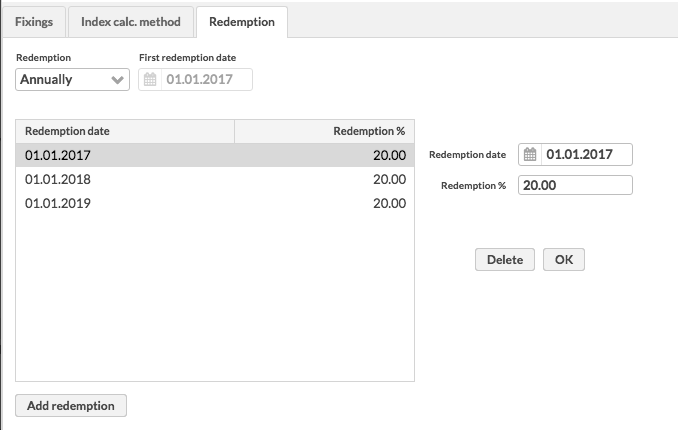 Fixings Index calc. method Redemption
Redemption First redemption date
Annually 01.01.2017
Redemption date Redemption %
01.01.2017 20.00
01.01.2018 20.00
01.01.2019 20.00
Redemption date 01.01.2017
Redemption % 20.00
Delete OK
Add redemption